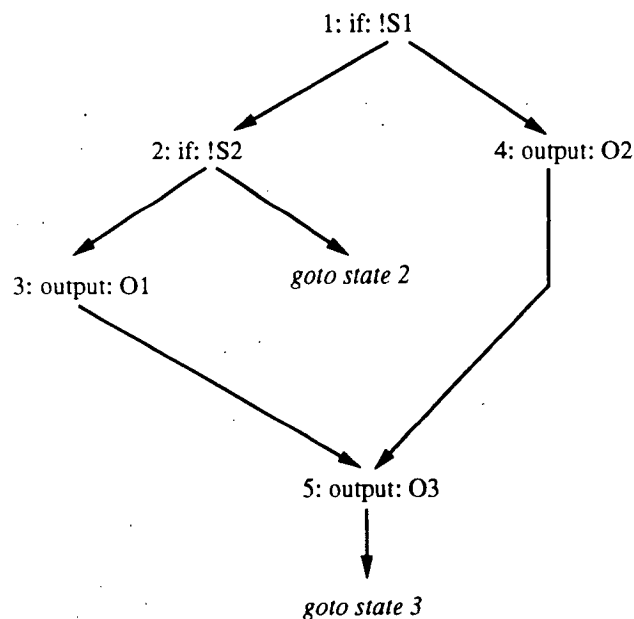 1: if: !S1
2: if: !S2
4: output: O2
3: output: O1
goto state 2
5: output: O3
goto state 3